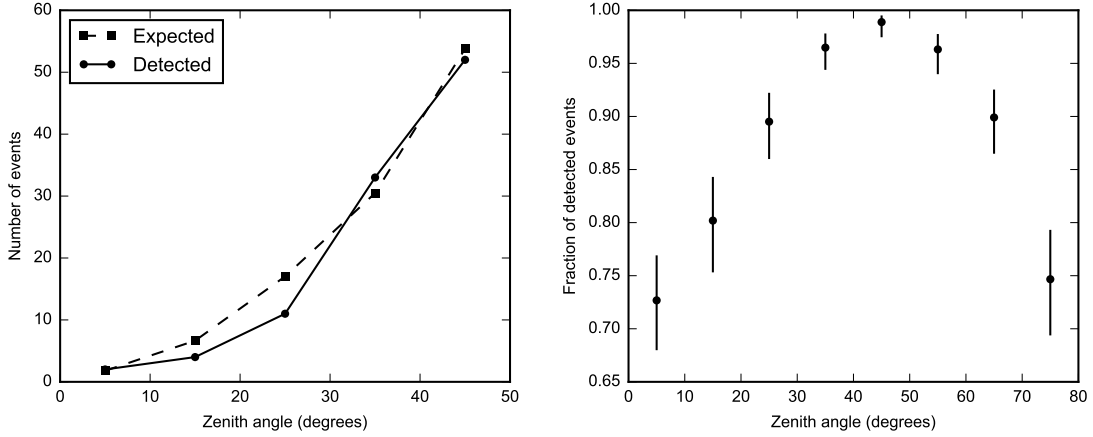 60
50
40
30
20
10
0
Number of events
Expected
Detected
0 10 20 30 40 50
Zenith angle (degrees)
1.00
0.95
0.90
0.85
0.80
0.75
0.70
0.65
Fraction of detected events
0 10 20 30 40 50 60 70 80
Zenith angle (degrees)